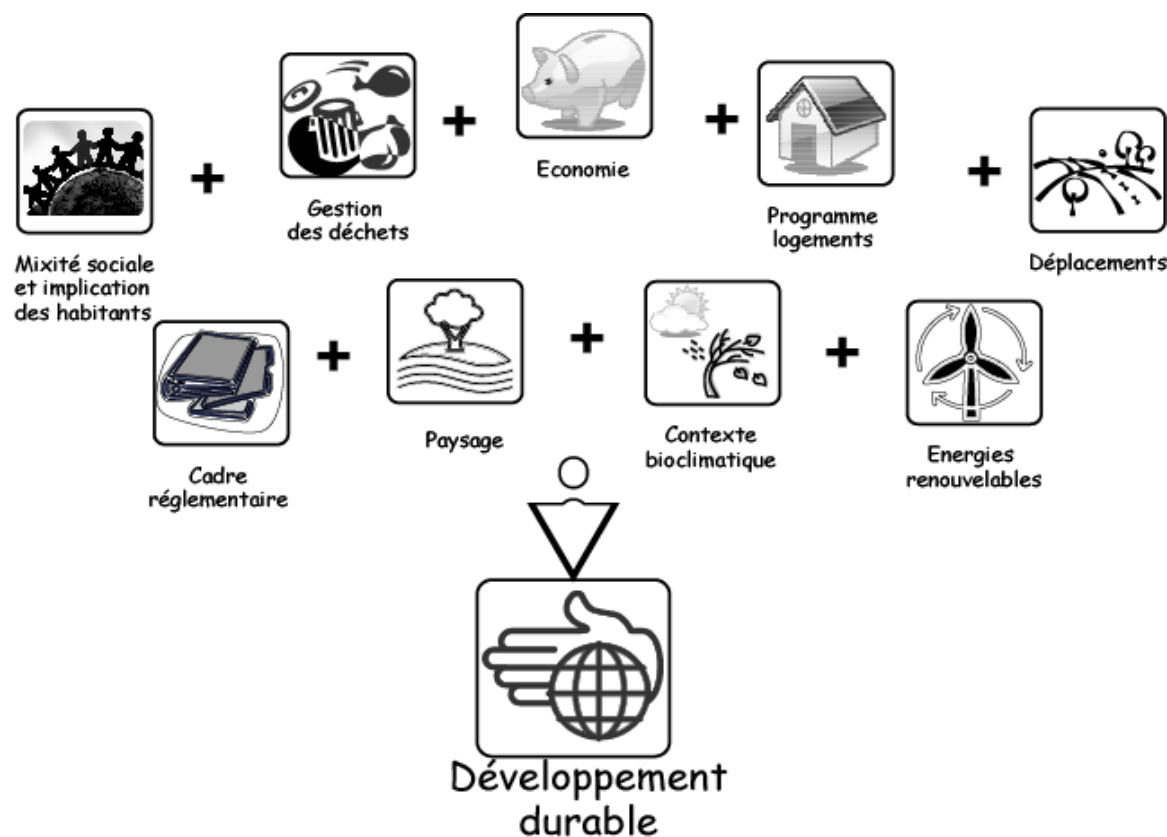 Mixité sociale
et implication
des habitants
+
Gestion
des déchets
+
Economie
+
Programme
logements
+
Déplacements
Cadre
réglementaire
+
Paysage
+
Contexte
bioclimatique
+
Energies
renouvelables
Développement
durable